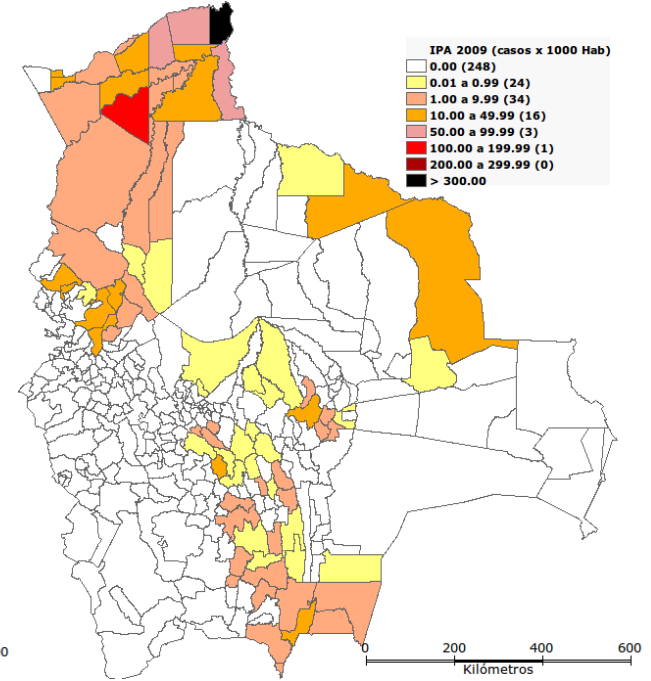 IPA 2009 (casos x 1000 Hab)
0.00 (248)
0.01 a 0.99 (24)
1.00 a 9.99 (34)
10.00 a 49.99 (16)
50.00 a 99.99 (3)
100.00 a 199.99 (1)
200.00 a 299.99 (0)
> 300.00
0
0 200 400 600
Kilómetros